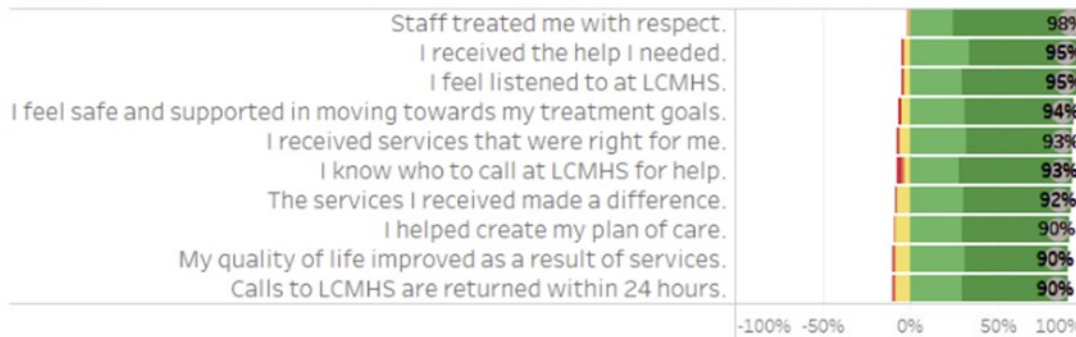 Staff treated me with respect. 98%
I received the help I needed. 95%
I feel listened to at LCMHS. 95%
I feel safe and supported in moving towards my treatment goals. 94%
I received services that were right for me. 93%
I know who to call at LCMHS for help. 93%
The services I received made a difference. 92%
I helped create my plan of care. 90%
My quality of life improved as a result of services. 90%
Calls to LCMHS are returned within 24 hours. 90%
-100% -50% 0% 50% 100%